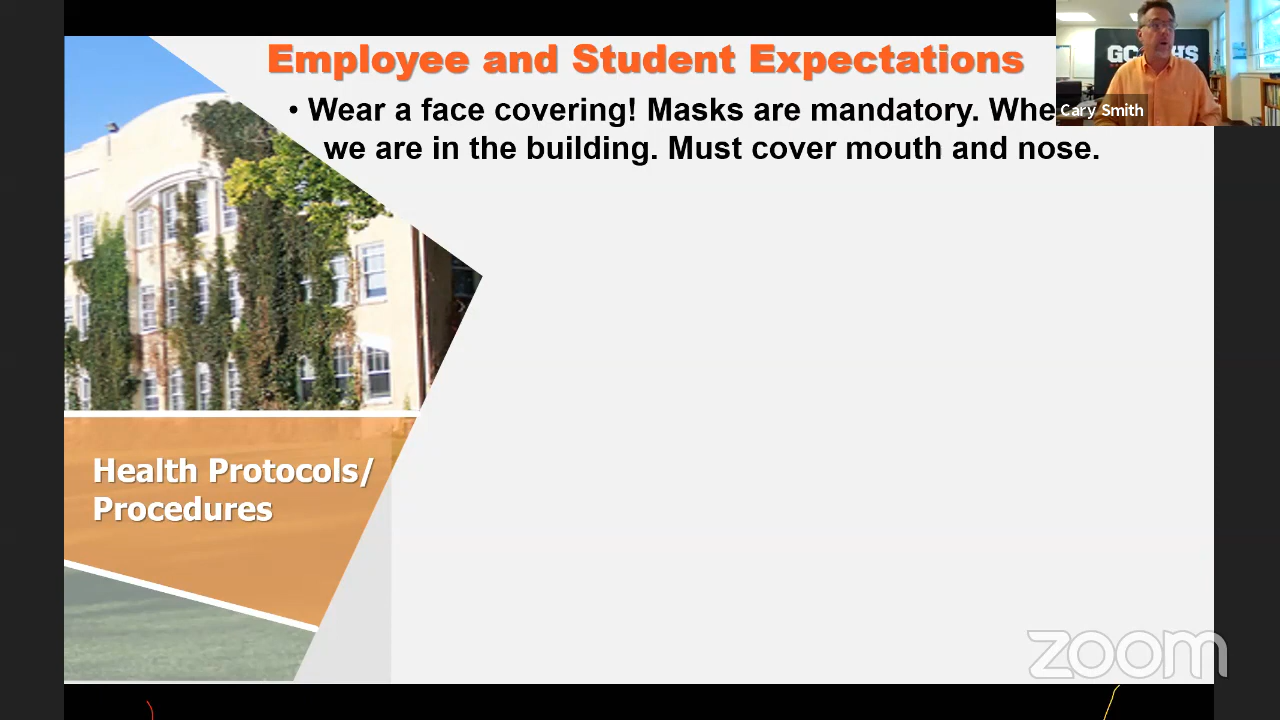 Employee and Student Expectations
• Wear a face covering! Masks are mandatory. Whe
we are in the building. Must cover mouth and nose.
Cary Smith
Health Protocols/
Procedures
zoom